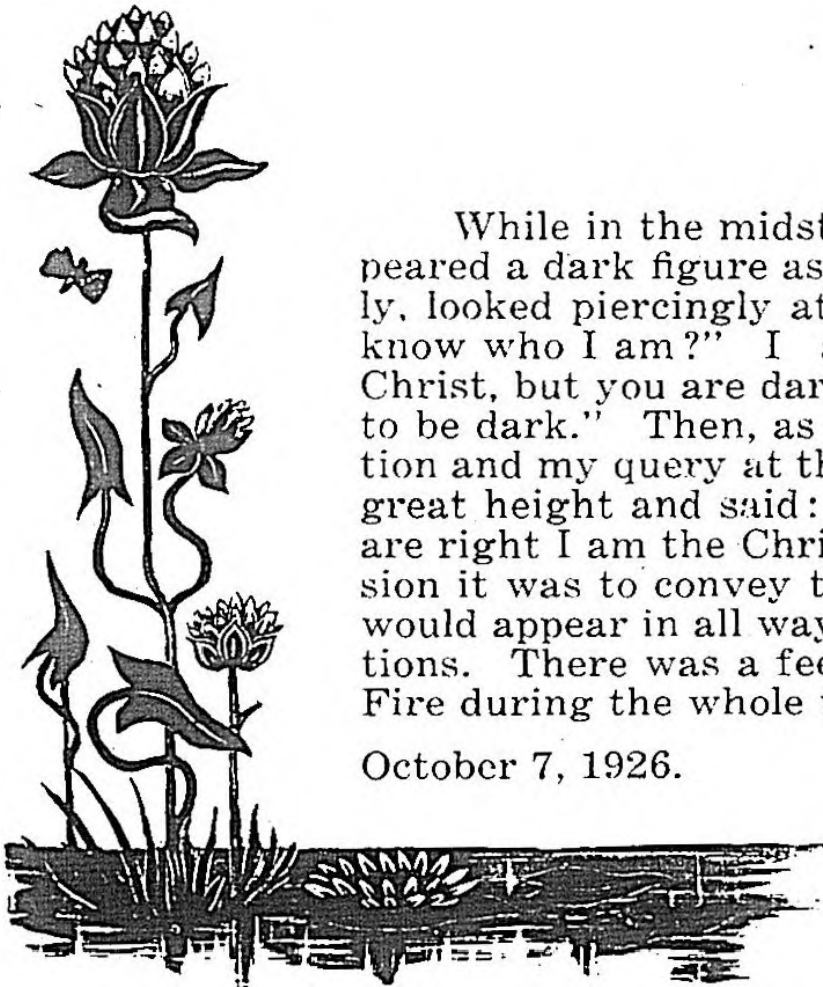 While in the midst
peared a dark figure as
ly, looked piercingly at
know who I am?" I
Christ, but you are dar
to be dark." Then, as
tion and my query at th
great height and said:
are right I am the Chri
sion it was to convey t
would appear in all way
tions. There was a fee
Fire during the whole
October 7, 1926.